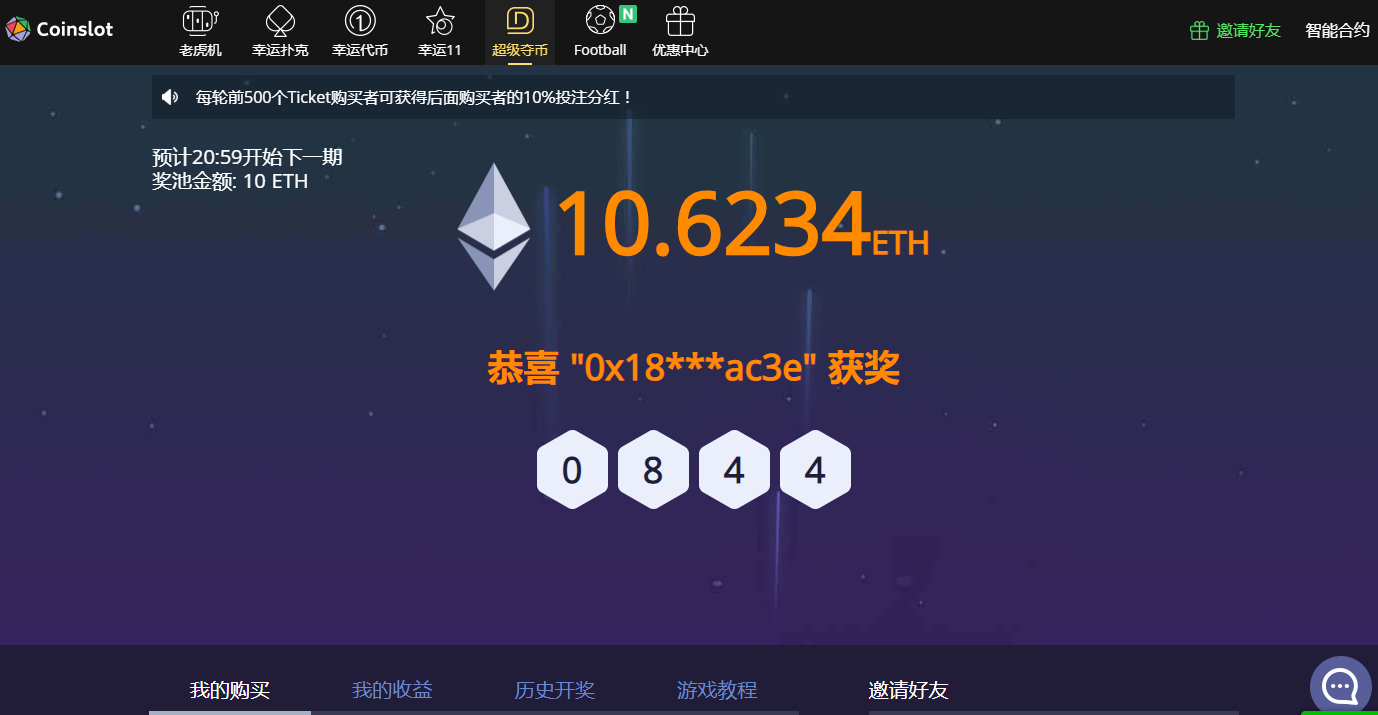 Coinslot
老虎机
幸运扑克
幸运代币
幸运11
超级夺币
Football
N
优惠中心
邀请好友
智能合约
每轮前500个Ticket购买者可获得后面购买者的10%投注分红！
预计20:59开始下一期
奖池金额: 10 ETH
10.6234ETH
恭喜 "0x18***ac3e" 获奖
0 8 4 4
我的购买
我的收益
历史开奖
游戏教程
邀请好友